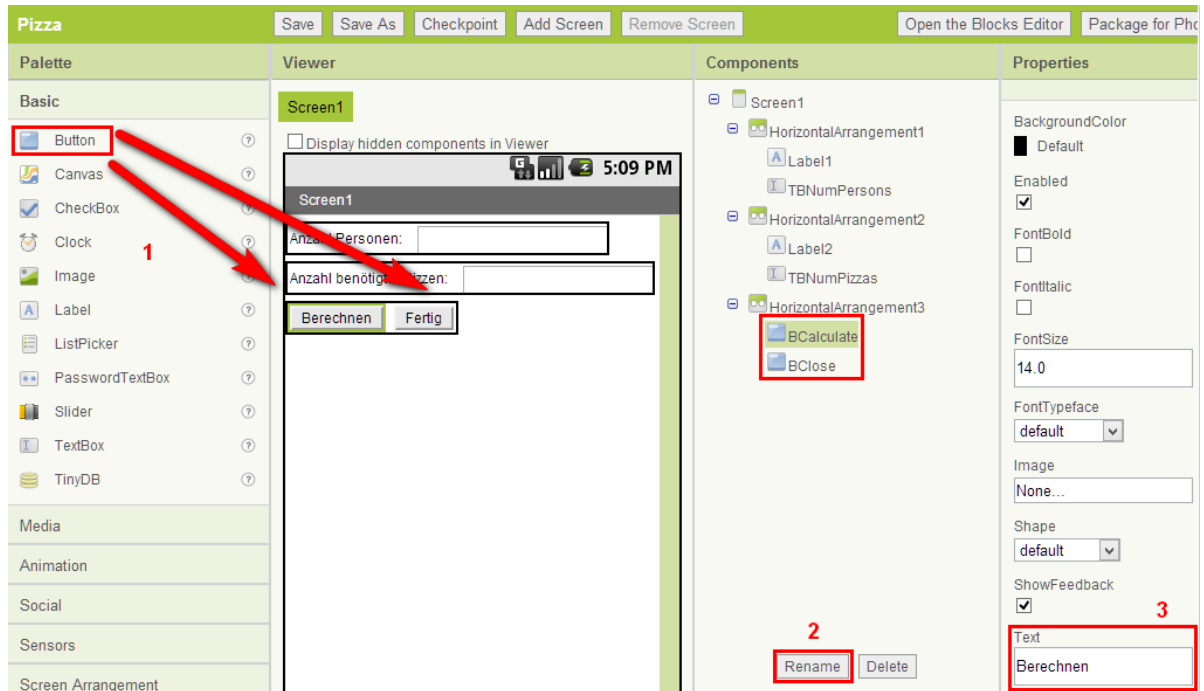 Pizza
Save Save As Checkpoint Add Screen Remove Screen Open the Blocks Editor Package for Pho
Palette
Basic
Button
Canvas
CheckBox
Clock
Image
Label
ListPicker
PasswordTextBox
Slider
TextBox
TinyDB
Media
Animation
Social
Sensors
Screen Arrangement
1
Viewer
Screen1
Display hidden components in Viewer
5:09 PM
Screen1
Anzahl Personen:
Anzahl
Berechnen Fertig
Components
Screen1
HorizontalArrangement1
Label1
TBNumPersons
HorizontalArrangement2
Label2
TBNumPizzas
HorizontalArrangement3
BCalculate
BClose
2
Rename Delete
Properties
BackgroundColor
Default
Enabled
FontBold
FontItalic
FontSize
14.0
FontTypeface
default
Image
None...
Shape
default
ShowFeedback
3
Text
Berechnen